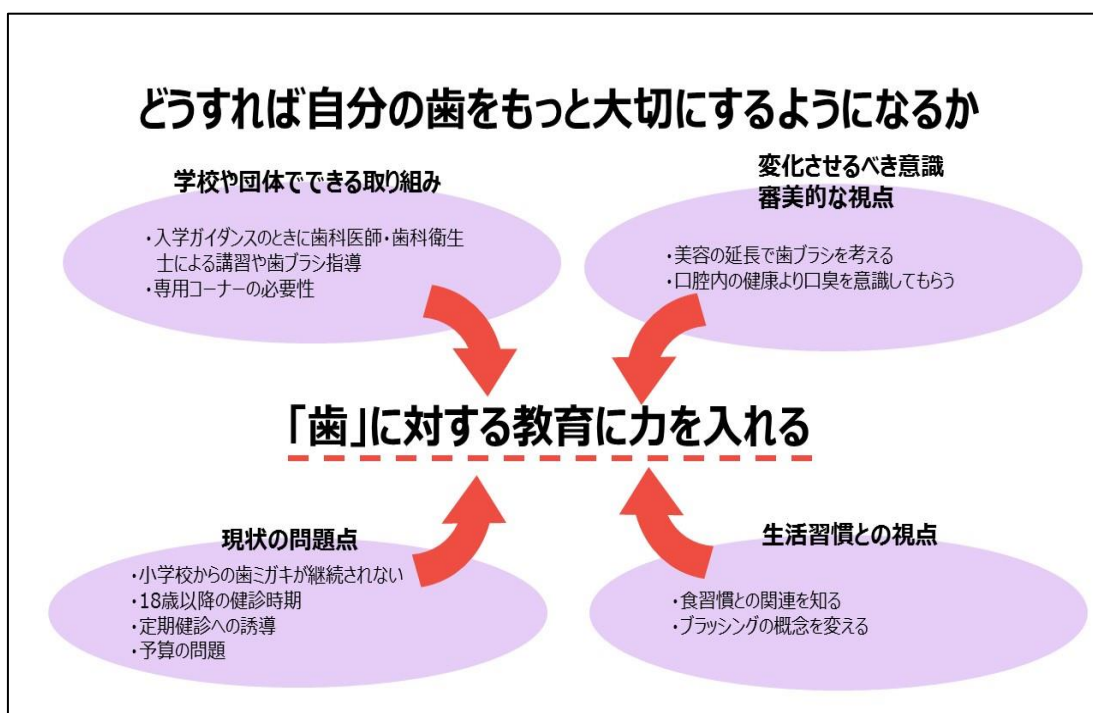 どうすれば自分の歯をもっと大切にするようになるか
学校や団体でできる取り組み
・入学ガイダンスのときに歯科医師・歯科衛生
士による講習や歯ブラシ指導
・専用コーナーの必要性
変化させるべき意識
審美的な視点
・美容の延長で歯ブラシを考える
・口腔内の健康より口臭を意識してもらう
「歯」に対する教育に力を入れる
現状の問題点
・小学校からの歯ミガキが継続されない
・18歳以降の健診時期
・定期健診への誘導
・予算の問題
生活習慣との視点
・食習慣との関連を知る
・ブラッシングの概念を変える